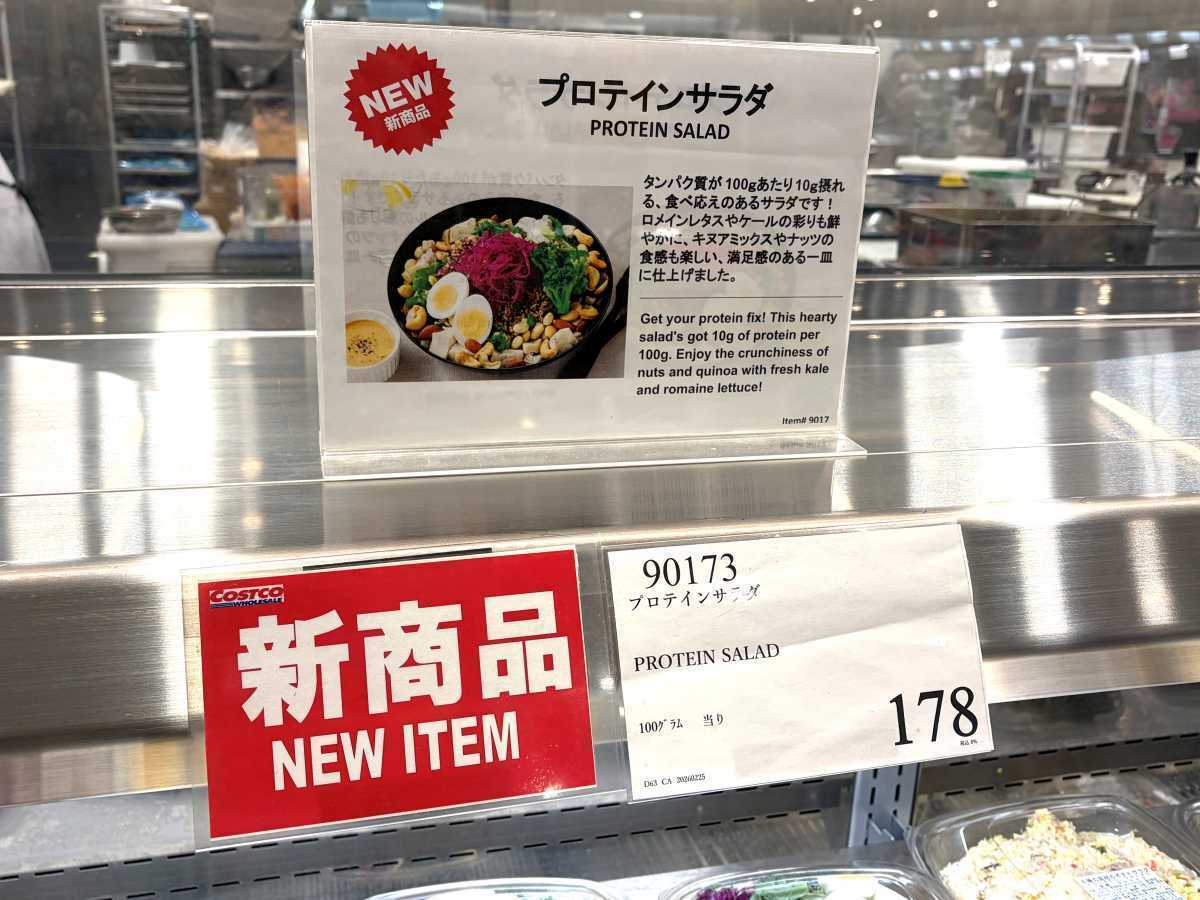 NEW
新商品
プロテインサラダ
PROTEIN SALAD
タンパク質が100gあたり10g摂れ
る、食べ応えのあるサラダです！
ロメインレタスやケールの彩りも鮮
やかに、キヌアミックスやナッツの
食感も楽しい、満足感のある一皿
に仕上げました。
Get your protein fix! This hearty
salad's got 10g of protein per
100g. Enjoy the crunchiness of
nuts and quinoa with fresh kale
and romaine lettuce!
Item# 9017
COSTCO
WHOLESALE
新商品
NEW ITEM
90173
プロテインサラダ
PROTEIN SALAD
100グラム 当り
178
税込 8%
D63 CA 20260225